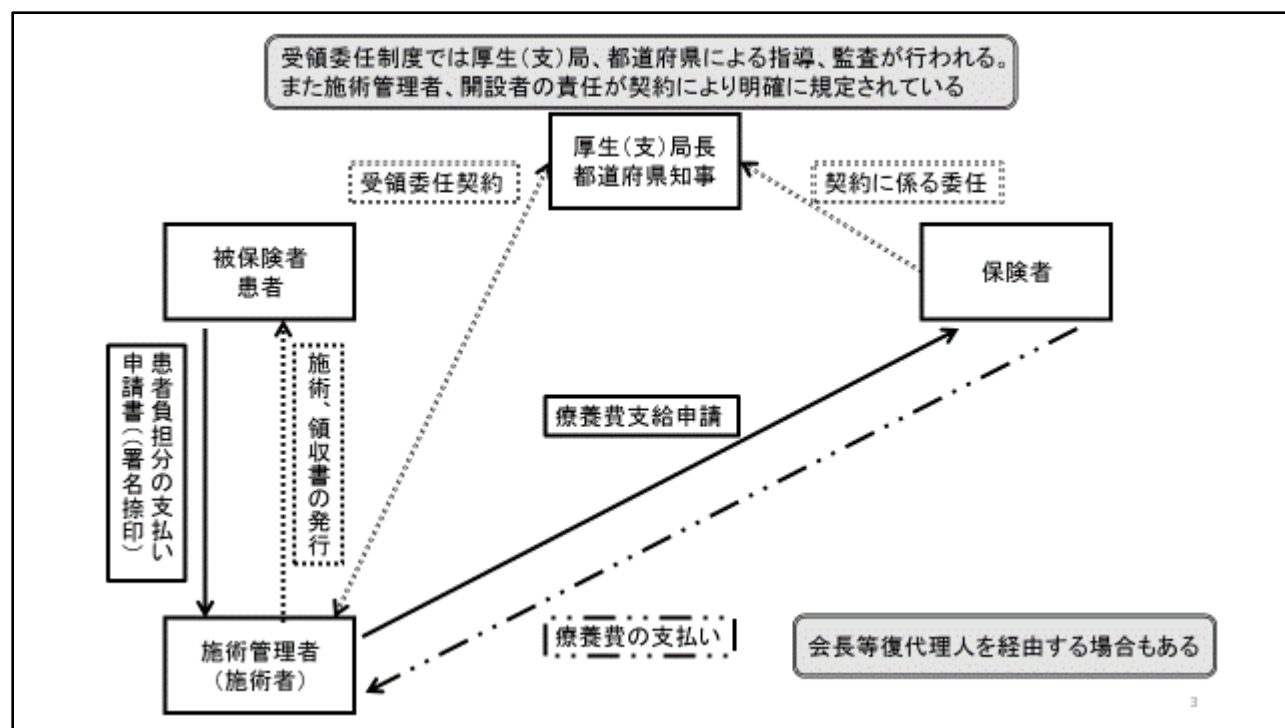 受領委任制度では厚生（支）局、都道府県による指導、監査が行われる。
また施術管理者、開設者の責任が契約により明確に規定されている
厚生（支）局長
都道府県知事
受領委任契約
契約に係る委任
被保険者
患者
保険者
患者負担分の支払い
申請書（（署名捺印）
施術、領収書の発行
療養費支給申請
施術管理者
（施術者）
療養費の支払い
会長等復代理人を経由する場合もある
3